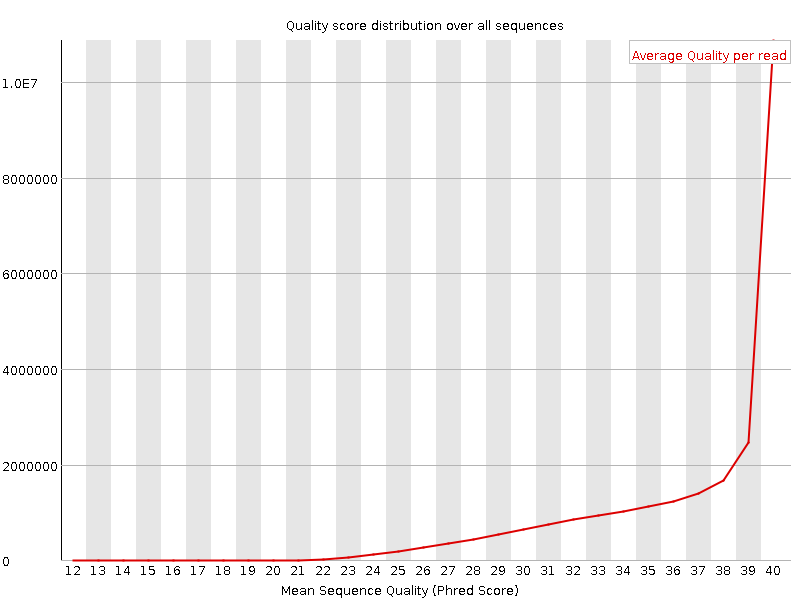 Quality score distribution over all sequences
Average Quality per read
1.0E7
8000000
6000000
4000000
2000000
0
12 13 14 15 16 17 18 19 20 21 22 23 24 25 26 27 28 29 30 31 32 33 34 35 36 37 38 39 40
Mean Sequence Quality (Phred Score)